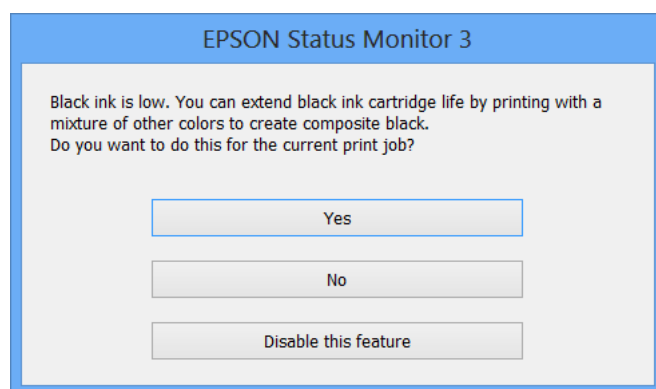 EPSON Status Monitor 3
Black ink is low. You can extend black ink cartridge life by printing with a
mixture of other colors to create composite black.
Do you want to do this for the current print job?
Yes
No
Disable this feature